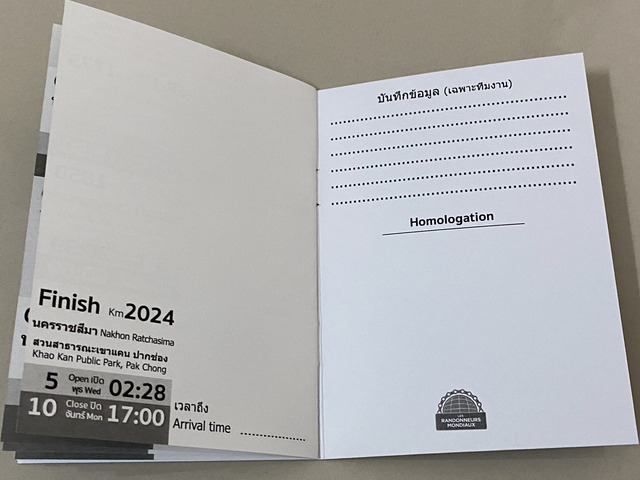 Finish Km 2024
นครราชสีมา Nakhon Ratchasima
สวนสาธารณะเขาแคน ปากช่อง
Khao Kan Public Park, Pak Chong
5 Open เปิด พุธ Wed 02:28
10 Close ปิด จันทร์ Mon 17:00
เวลาถึง
Arrival time
บันทึกข้อมูล (เฉพาะทีมงาน)
Homologation
LES
RANDONNEURS
MONDIAUX